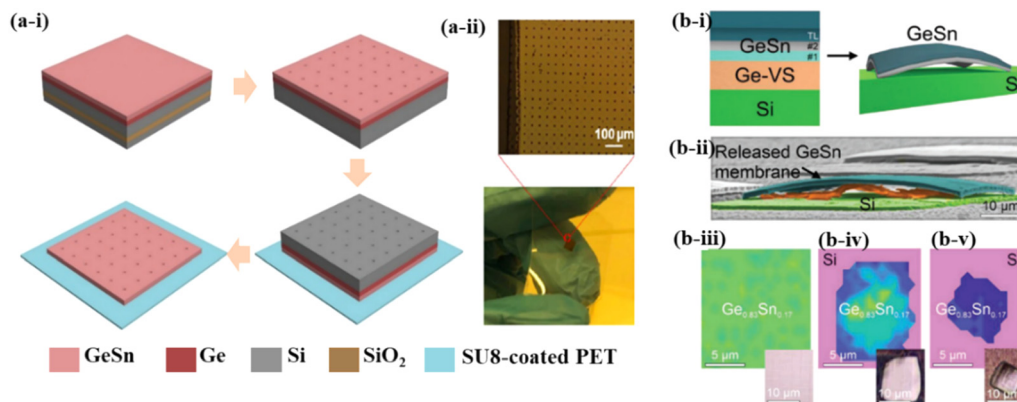 (a-i)
(a-ii)
100 µm
GeSn
Ge
Si
SiO2
SU8-coated PET
(b-i)
TL
GeSn
#2
#1
Ge-VS
Si
GeSn
(b-ii)
Released GeSn
membrane
Si
10 µm
(b-iii)
Ge0.83Sn0.17
5 µm
10 µm
(b-iv)
Si
Ge0.83Sn0.17
5 µm
10 µm
(b-v)
Ge0.83Sn0.17
5 µm
10 µm